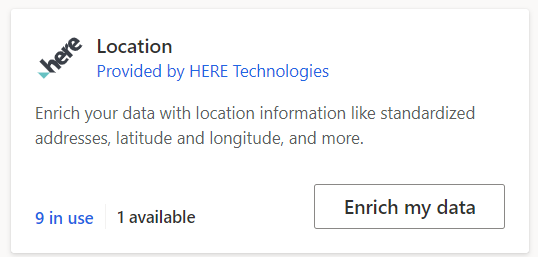 here
Location
Provided by HERE Technologies
Enrich your data with location information like standardized
addresses, latitude and longitude, and more.
9 in use
1 available
Enrich my data